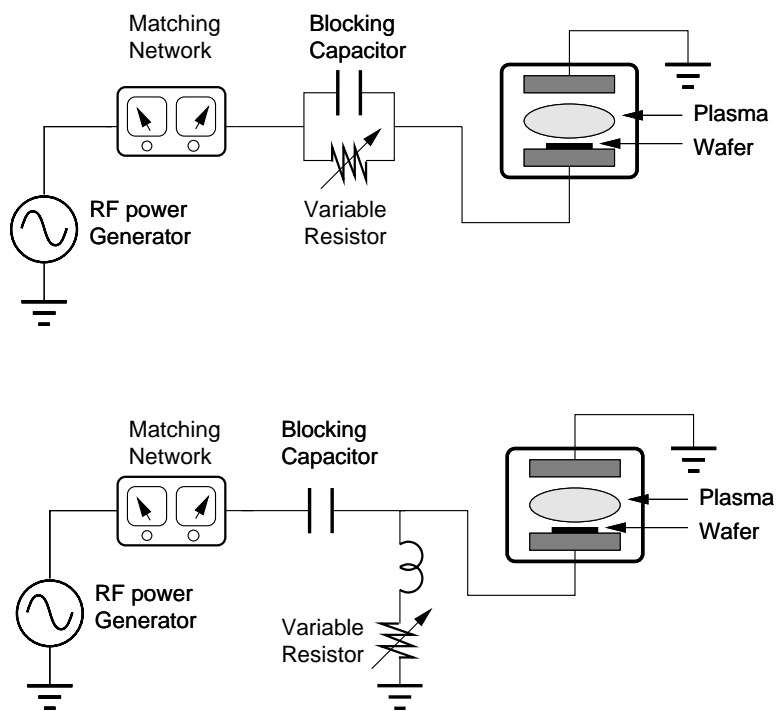 Matching
Network
Blocking
Capacitor
Plasma
Wafer
RF power
Generator
Variable
Resistor
Matching
Network
Blocking
Capacitor
Plasma
Wafer
RF power
Generator
Variable
Resistor